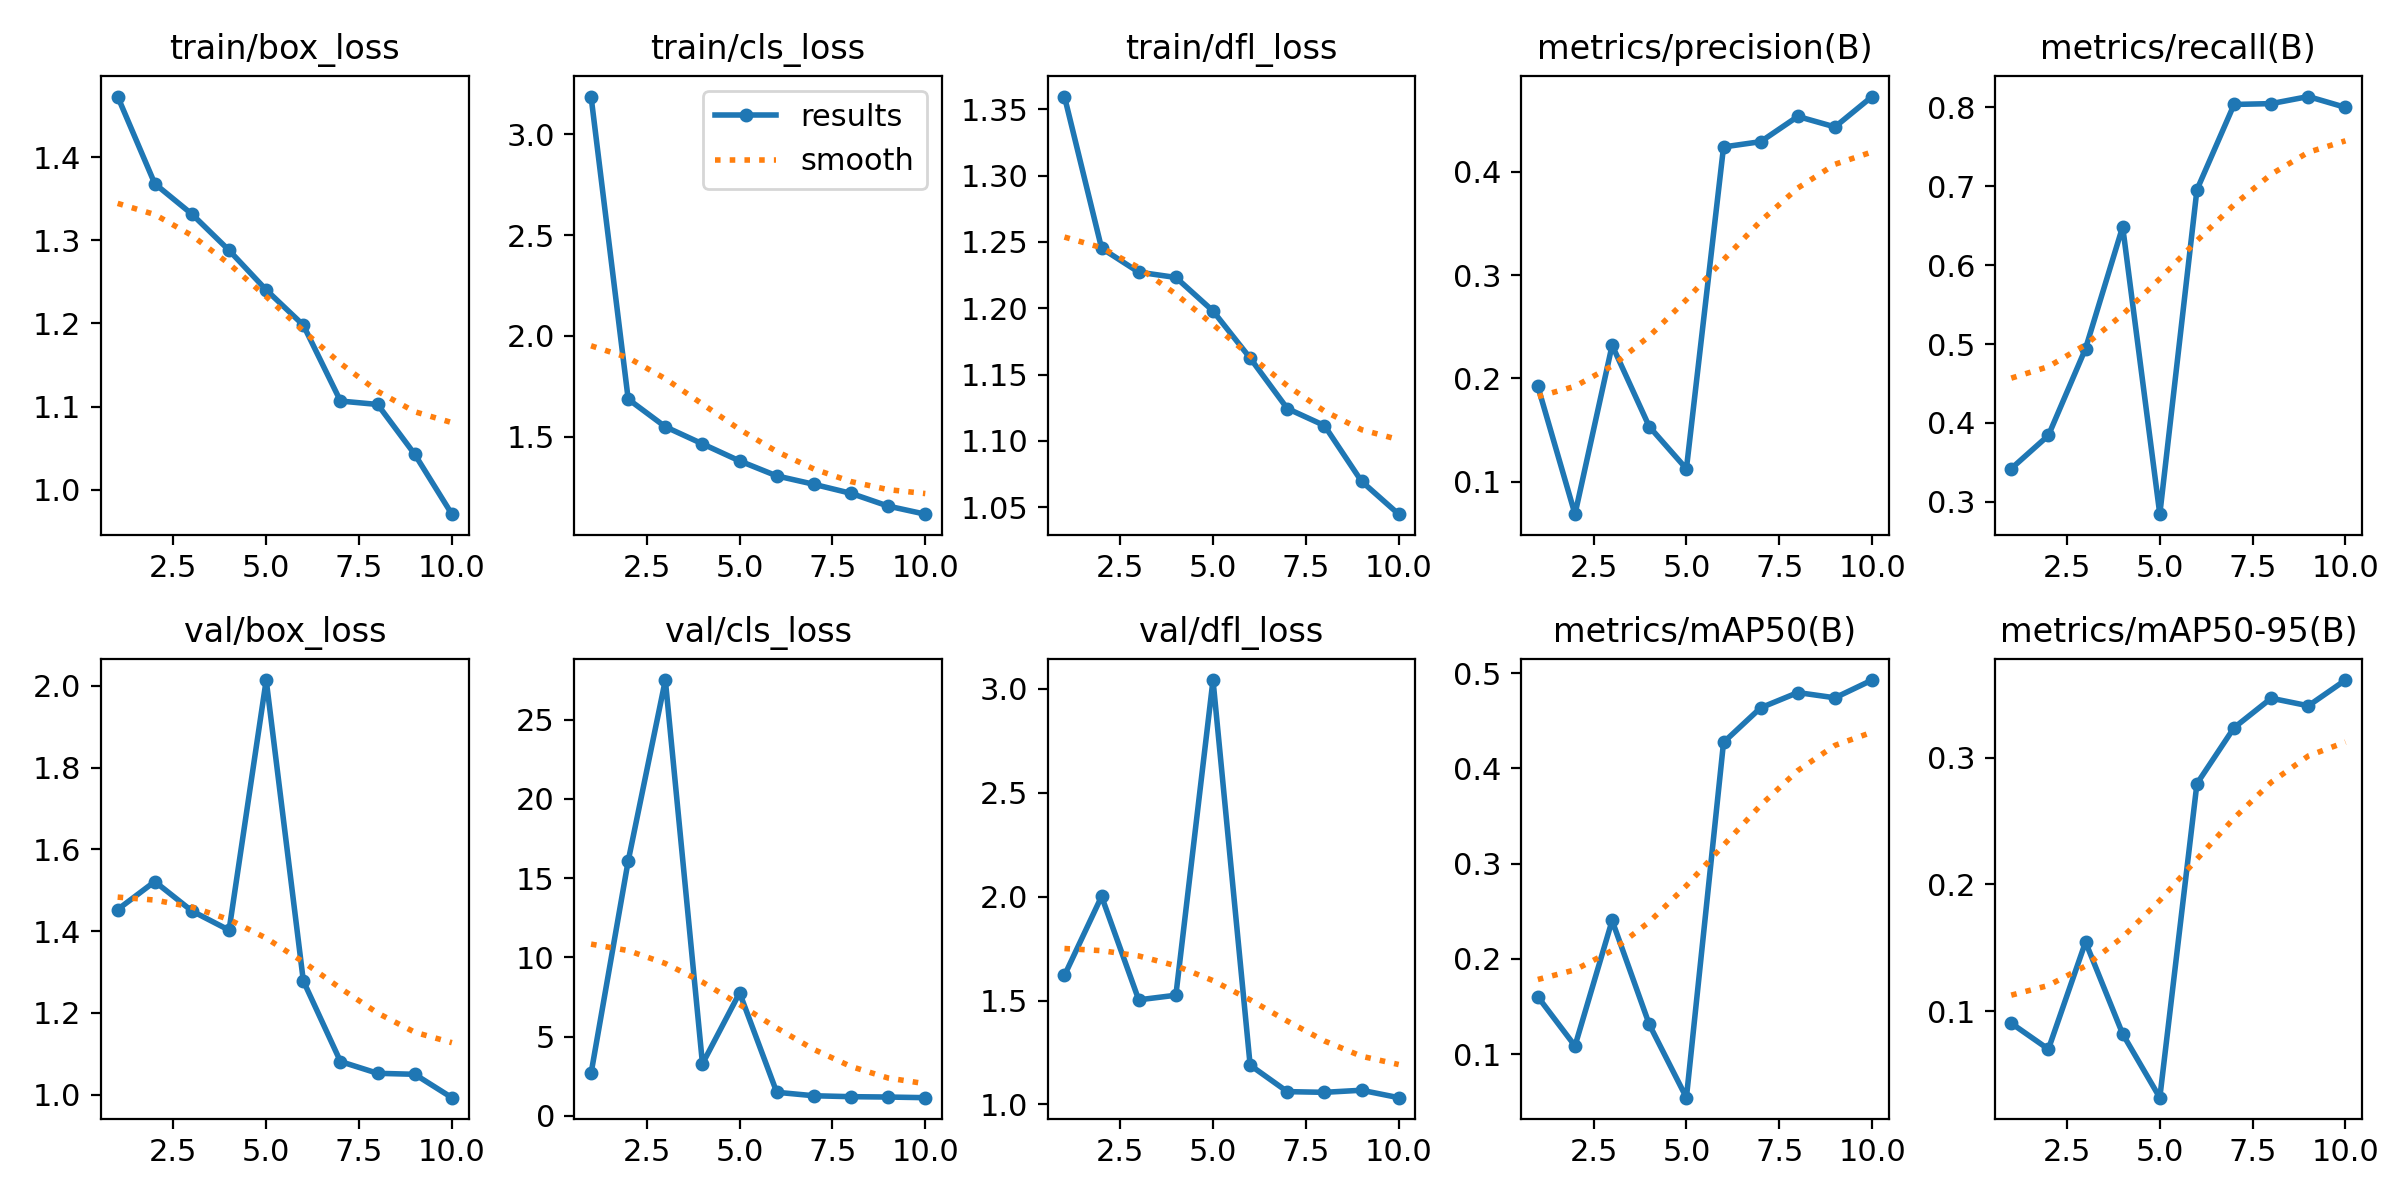 train/box_loss
1.4
1.3
1.2
1.1
1.0
2.5 5.0 7.5 10.0
train/cls_loss
results
smooth
3.0
2.5
2.0
1.5
2.5 5.0 7.5 10.0
train/dfl_loss
1.35
1.30
1.25
1.20
1.15
1.10
1.05
2.5 5.0 7.5 10.0
metrics/precision(B)
0.4
0.3
0.2
0.1
2.5 5.0 7.5 10.0
metrics/recall(B)
0.8
0.7
0.6
0.5
0.4
0.3
2.5 5.0 7.5 10.0
val/box_loss
2.0
1.8
1.6
1.4
1.2
1.0
2.5 5.0 7.5 10.0
val/cls_loss
25
20
15
10
5
0
2.5 5.0 7.5 10.0
val/dfl_loss
3.0
2.5
2.0
1.5
1.0
2.5 5.0 7.5 10.0
metrics/mAP50(B)
0.5
0.4
0.3
0.2
0.1
2.5 5.0 7.5 10.0
metrics/mAP50-95(B)
0.3
0.2
0.1
2.5 5.0 7.5 10.0